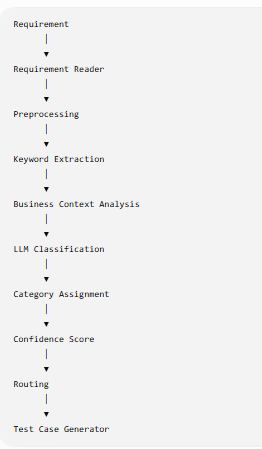 Requirement
│
▼
Requirement Reader
│
▼
Preprocessing
│
▼
Keyword Extraction
│
▼
Business Context Analysis
│
▼
LLM Classification
│
▼
Category Assignment
│
▼
Confidence Score
│
▼
Routing
│
▼
Test Case Generator